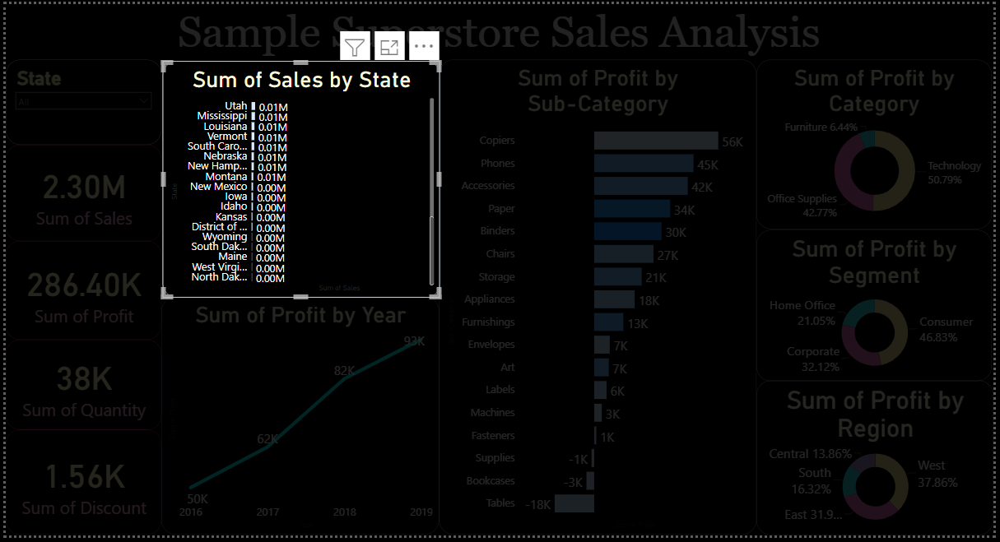 Sample Superstore Sales Analysis
State
All
2.30M
Sum of Sales
286.40K
Sum of Profit
38K
Sum of Quantity
1.56K
Sum of Discount
Sum of Sales by State
Utah 0.01M
Mississippi 0.01M
Louisiana 0.01M
Vermont 0.01M
South Caro... 0.01M
Nebraska 0.01M
New Hamp... 0.01M
Montana 0.01M
New Mexico 0.00M
Iowa 0.00M
Idaho 0.00M
Kansas 0.00M
District of ... 0.00M
Wyoming 0.00M
South Dak... 0.00M
Maine 0.00M
West Virgi... 0.00M
North Dak... 0.00M
State
Sum of Sales
Sum of Profit by Year
93K
82K
62K
50K
2016 2017 2018 2019
Sum of Profit by
Sub-Category
Copiers 56K
Phones 45K
Accessories 42K
Paper 34K
Binders 30K
Chairs 27K
Storage 21K
Appliances 18K
Furnishings 13K
Envelopes 7K
Art 7K
Labels 6K
Machines 3K
Fasteners 1K
Supplies -1K
Bookcases -3K
Tables -18K
Sum of Profit by
Category
Furniture 6.44%
Technology
50.79%
Office Supplies
42.77%
Sum of Profit by
Segment
Home Office
21.05%
Consumer
46.83%
Corporate
32.12%
Sum of Profit by
Region
Central 13.86%
West
37.86%
South
16.32%
East 31.9...